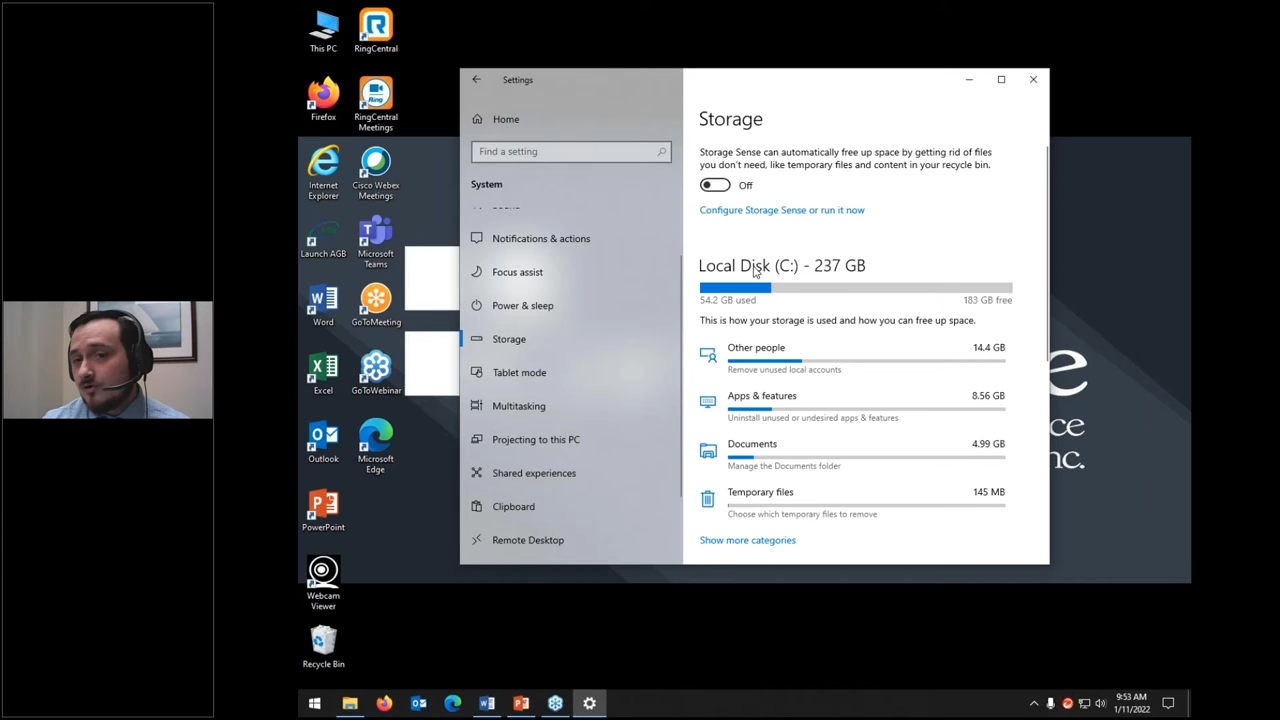 This PC
RingCentral
Firefox
RingCentral
Meetings
Ring
Internet
Explorer
Cisco Webex
Meetings
Launch AGB
Microsoft
Teams
Word
GoToMeeting
Excel
GoToWebinar
Outlook
Microsoft
Edge
PowerPoint
Webcam
Viewer
Recycle Bin
Settings
Home
Find a setting
System
Notifications & actions
Focus assist
Power & sleep
Storage
Tablet mode
Multitasking
Projecting to this PC
Shared experiences
Clipboard
Remote Desktop
Storage
Storage Sense can automatically free up space by getting rid of files
you don't need, like temporary files and content in your recycle bin.
Off
Configure Storage Sense or run it now
Local Disk (C:) - 237 GB
54.2 GB used 183 GB free
This is how your storage is used and how you can free up space.
Other people 14.4 GB
Remove unused local accounts
Apps & features 8.56 GB
Uninstall unused or undesired apps & features
Documents 4.99 GB
Manage the Documents folder
Temporary files 145 MB
Choose which temporary files to remove
Show more categories
e
ce
nc.
9:53 AM
1/11/2022